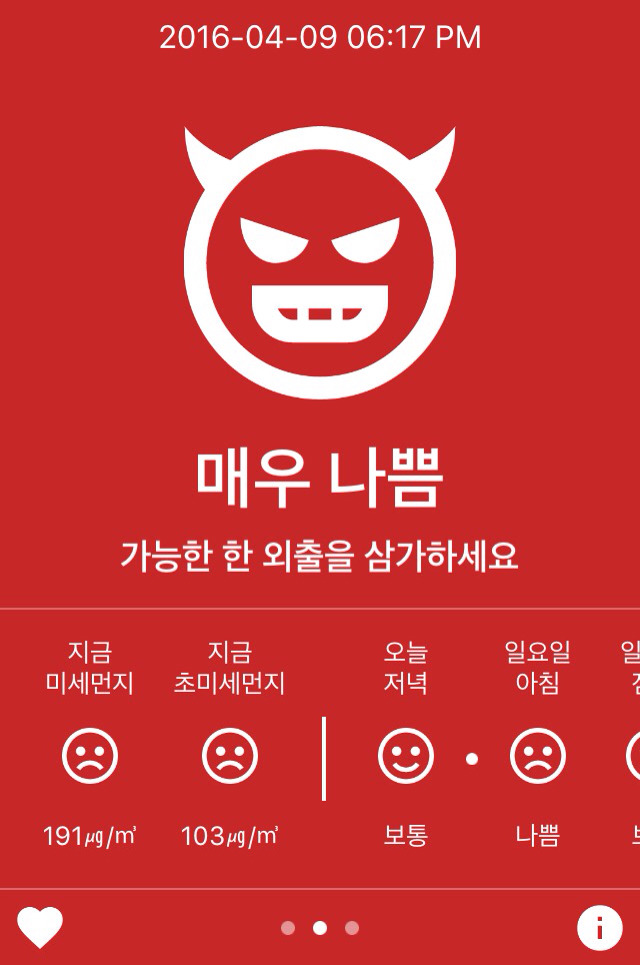 2016-04-09 06:17 PM
매우 나쁨
가능한 한 외출을 삼가하세요
지금
미세먼지
191㎍/㎥
지금
초미세먼지
103㎍/㎥
오늘
저녁
보통
일요일
아침
나쁨